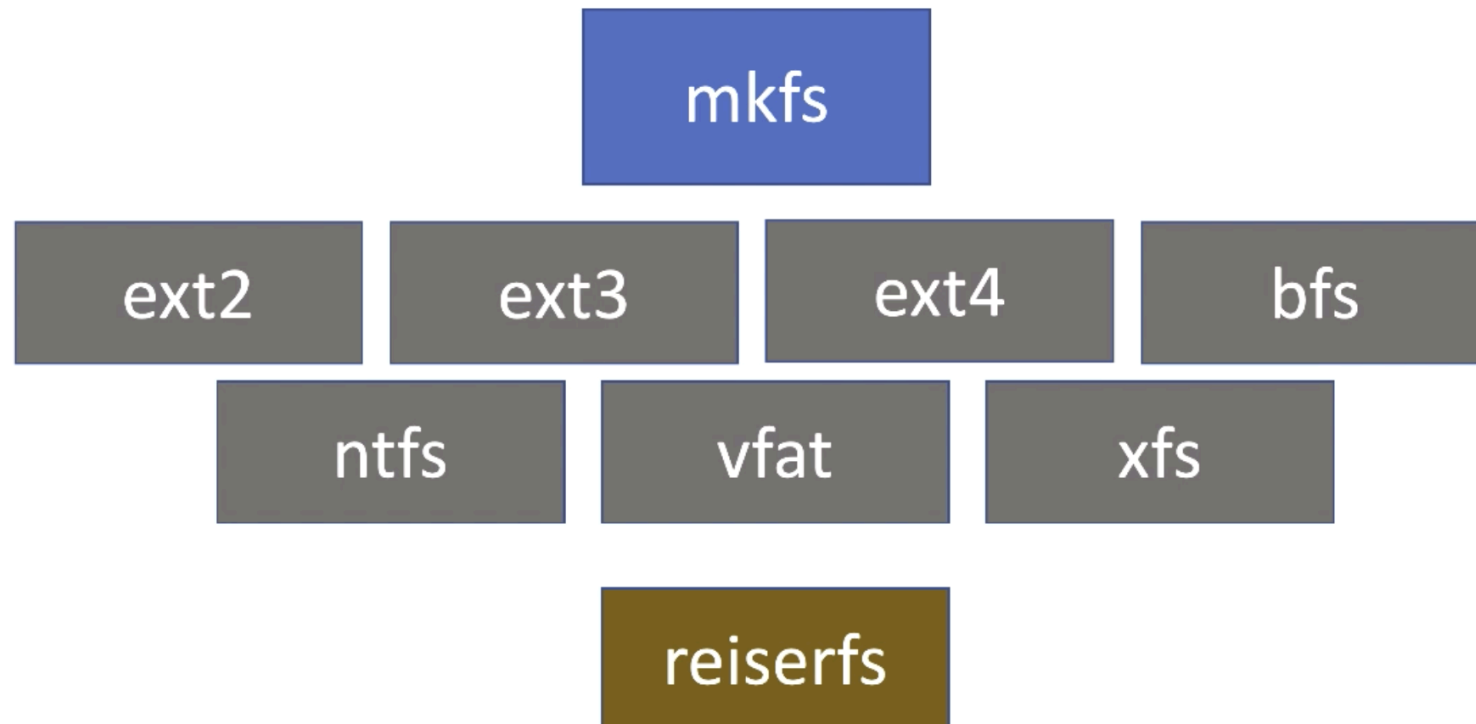 mkfs
ext2 ext3 ext4 bfs
ntfs vfat xfs
reiserfs